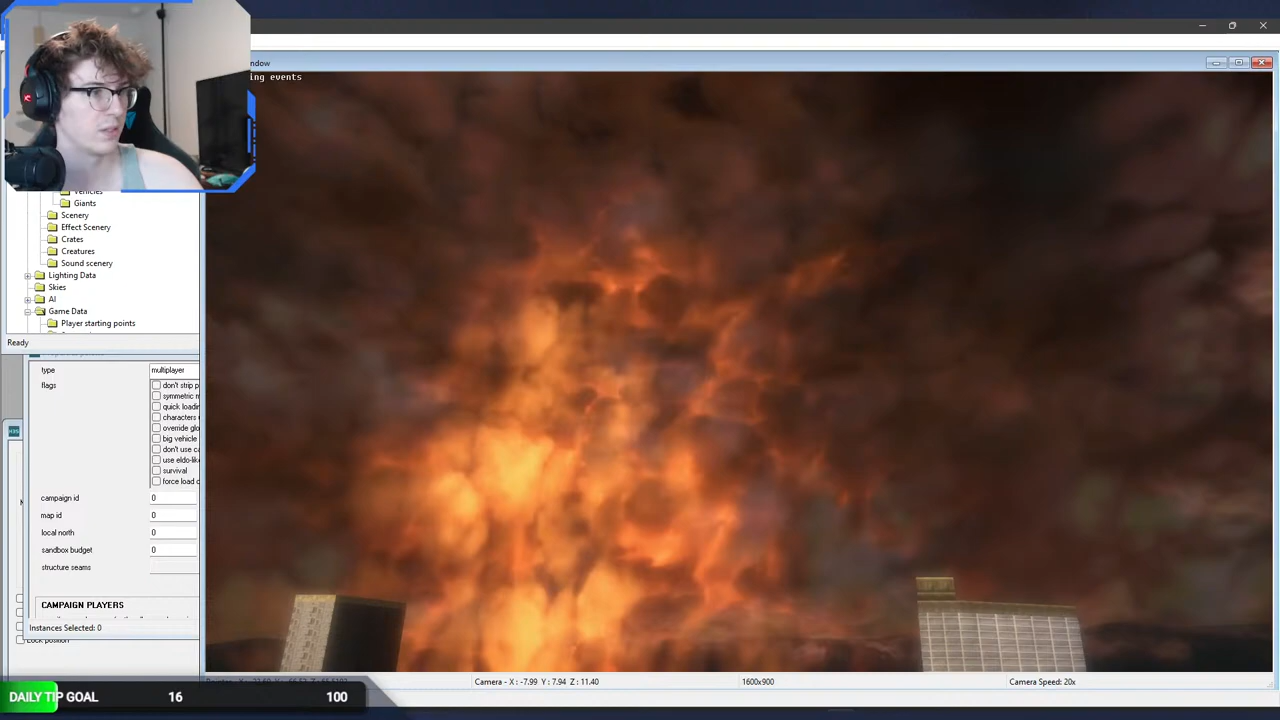 ndow
ing events
Vehicles
Giants
Scenery
Effect Scenery
Crates
Creatures
Sound scenery
Lighting Data
Skies
AI
Game Data
Player starting points
Ready
type
multiplayer
flags
don't strip p
symmetric m
quick loadin
characters
override glo
big vehicle
don't use ca
use eldo-lik
survival
force load
campaign id
0
map id
0
local north
0
sandbox budget
0
structure seams
CAMPAIGN PLAYERS
Instances Selected: 0
Lock position
Camera - X : -7.99 Y : 7.94 Z : 11.40
1600x900
Camera Speed: 20x
DAILY TIP GOAL
16
100